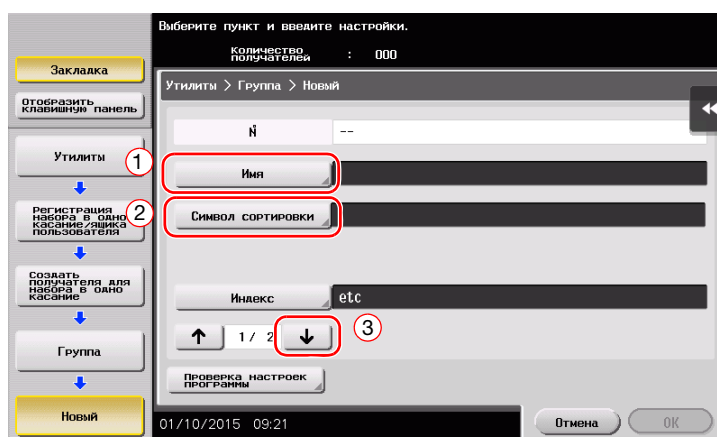 Выберите пункт и введите настройки.
Количество
получателей : 000
Закладка
Отобразить
клавишную панель
Утилиты > Группа > Новый
№ --
Утилиты
1
Имя
Регистрация
набора в одно
касание/ящика
пользователя
2
Символ сортировки
Создать
получателя для
набора в одно
касание
Индекс etc
↑ 1/ 2 ↓ 3
Группа
Проверка настроек
программы
Новый
01/10/2015 09:21
Отмена OK